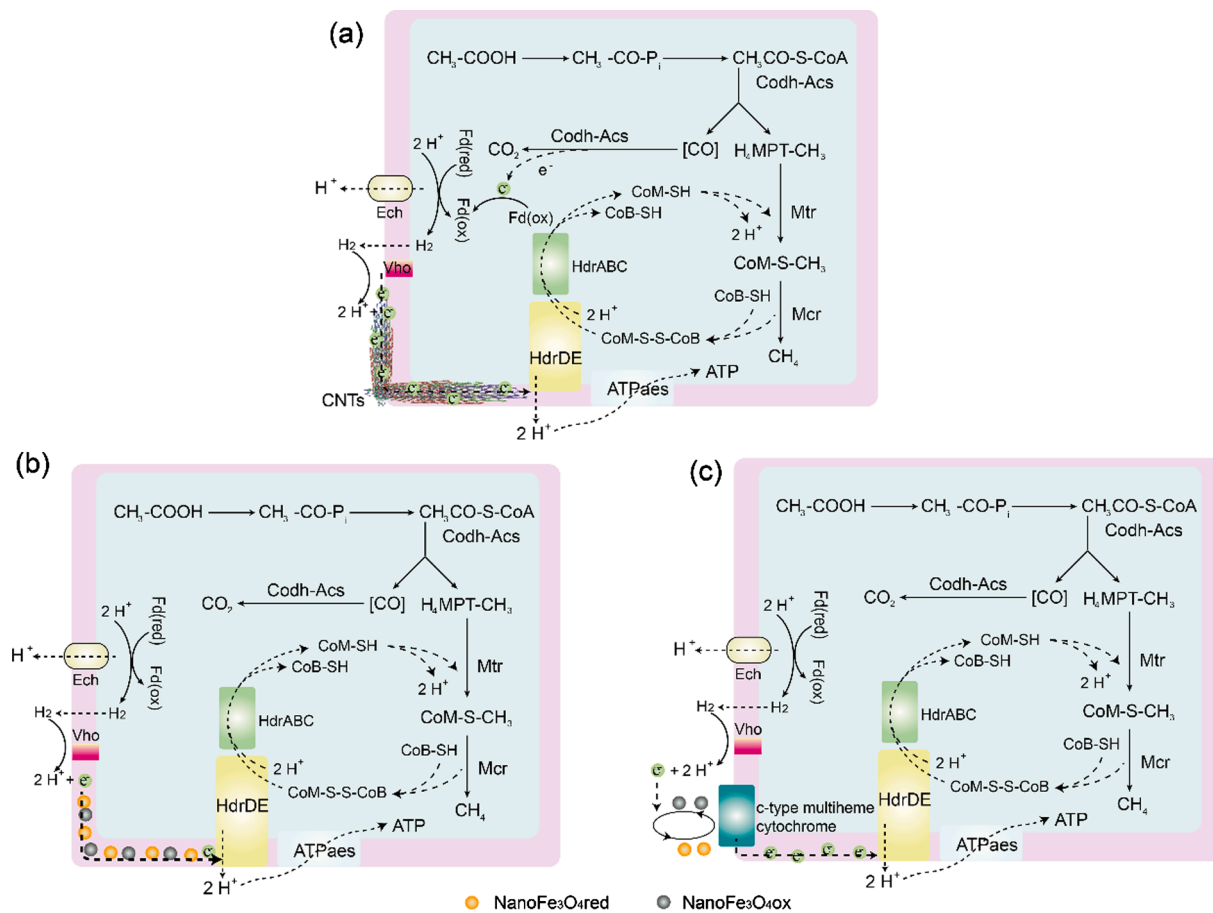 (a)
CH3-COOH
CH3 -CO-Pi
CH3CO-S-CoA
Codh-Acs
Codh-Acs
CO2
[CO]
H4MPT-CH3
e-
2 H+
Fd(red)
Fd(ox)
H+
Ech
e-
Fd(ox)
CoM-SH
CoB-SH
2 H+
Mtr
H2
H2
Vho
HdrABC
CoM-S-CH3
2 H+ + e-
e-
e-
e-
2 H+
CoB-SH
Mcr
CoM-S-S-CoB
HdrDE
CH4
ATP
ATPaes
CNTs
e-
e-
e-
2 H+
(b)
CH3-COOH
CH3 -CO-Pi
CH3CO-S-CoA
Codh-Acs
Codh-Acs
CO2
[CO]
H4MPT-CH3
2 H+
Fd(red)
Fd(ox)
H+
Ech
CoM-SH
CoB-SH
2 H+
Mtr
H2
H2
Vho
HdrABC
CoM-S-CH3
CoB-SH
2 H+ + e-
2 H+
Mcr
CoM-S-S-CoB
HdrDE
CH4
ATP
e-
ATPaes
2 H+
(c)
CH3-COOH
CH3 -CO-Pi
CH3CO-S-CoA
Codh-Acs
Codh-Acs
CO2
[CO]
H4MPT-CH3
2 H+
Fd(red)
Fd(ox)
H+
Ech
CoM-SH
CoB-SH
2 H+
Mtr
H2
H2
Vho
HdrABC
CoM-S-CH3
CoB-SH
e- + 2 H+
2 H+
Mcr
CoM-S-S-CoB
c-type multiheme
cytochrome
HdrDE
CH4
ATP
e-
e-
e-
e-
ATPaes
2 H+
NanoFe3O4red
NanoFe3O4ox